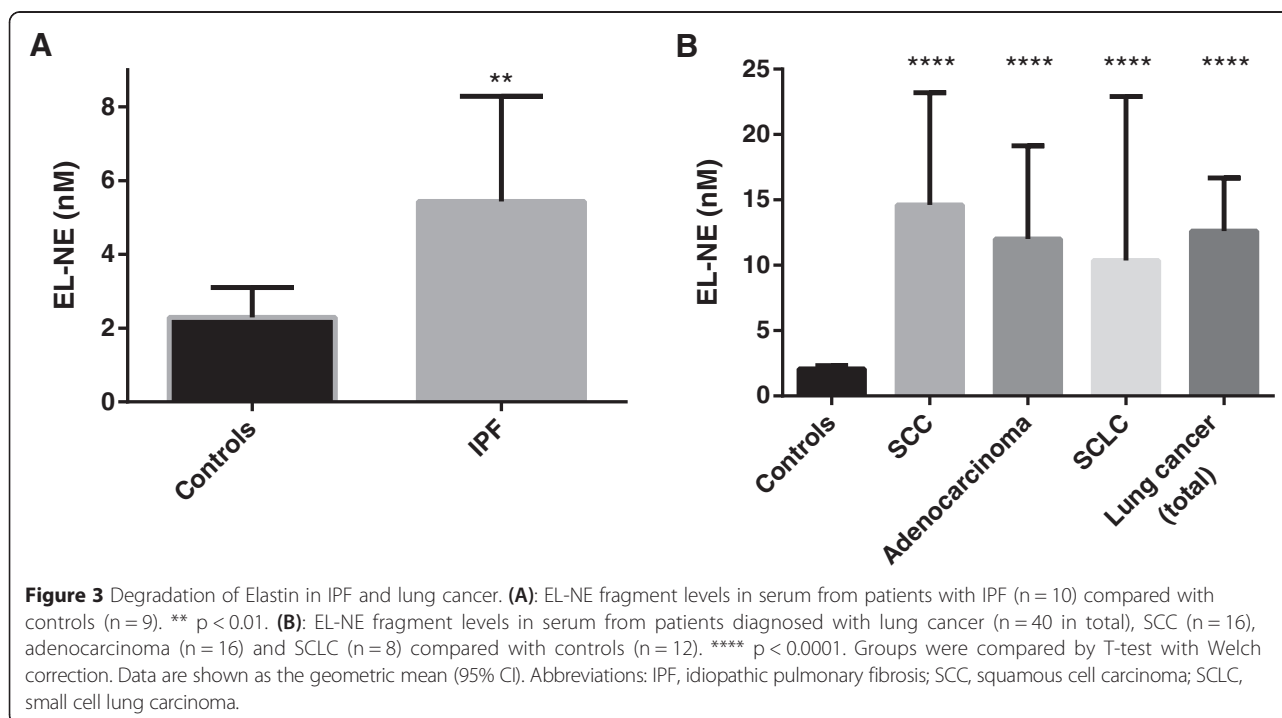 A
B
**
8
6
4
2
0
EL-NE (nM)
Controls
IPF
**** **** **** ****
25
20
15
10
5
0
EL-NE (nM)
Controls
SCC
Adenocarcinoma
SCLC
Lung cancer
(total)
Figure 3 Degradation of Elastin in IPF and lung cancer. (A): EL-NE fragment levels in serum from patients with IPF (n = 10) compared with
controls (n = 9). ** p < 0.01. (B): EL-NE fragment levels in serum from patients diagnosed with lung cancer (n = 40 in total), SCC (n = 16),
adenocarcinoma (n = 16) and SCLC (n = 8) compared with controls (n = 12). **** p < 0.0001. Groups were compared by T-test with Welch
correction. Data are shown as the geometric mean (95% CI). Abbreviations: IPF, idiopathic pulmonary fibrosis; SCC, squamous cell carcinoma; SCLC,
small cell lung carcinoma.